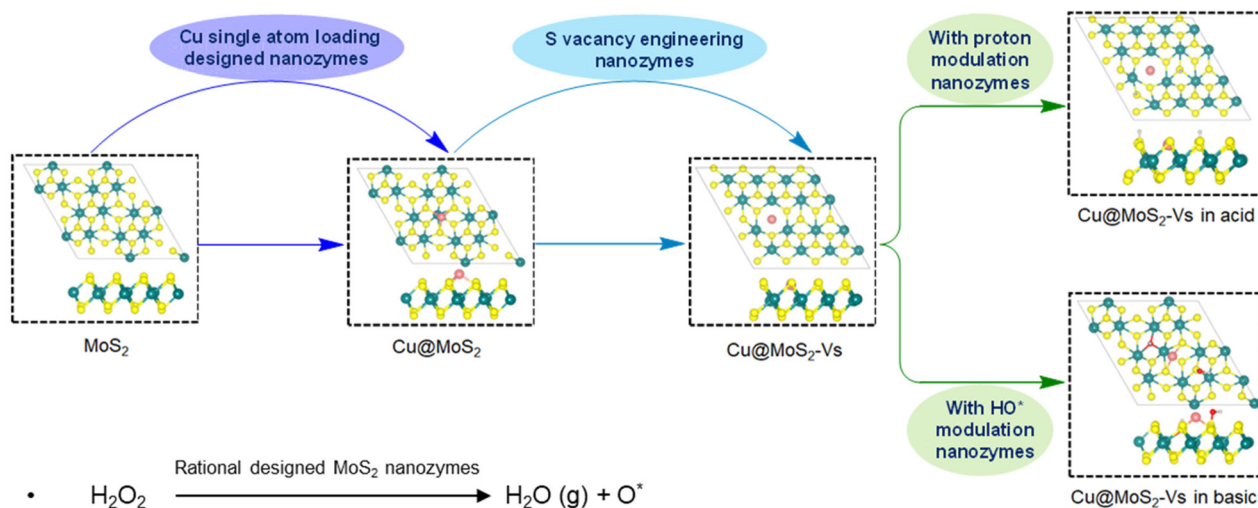 Cu single atom loading
designed nanozymes
S vacancy engineering
nanozymes
With proton
modulation
nanozymes
MoS₂
Cu@MoS₂
Cu@MoS₂-Vs
Cu@MoS₂-Vs in acid
With HO*
modulation
nanozymes
Cu@MoS₂-Vs in basic
Rational designed MoS₂ nanozymes
• H₂O₂ H₂O (g) + O*